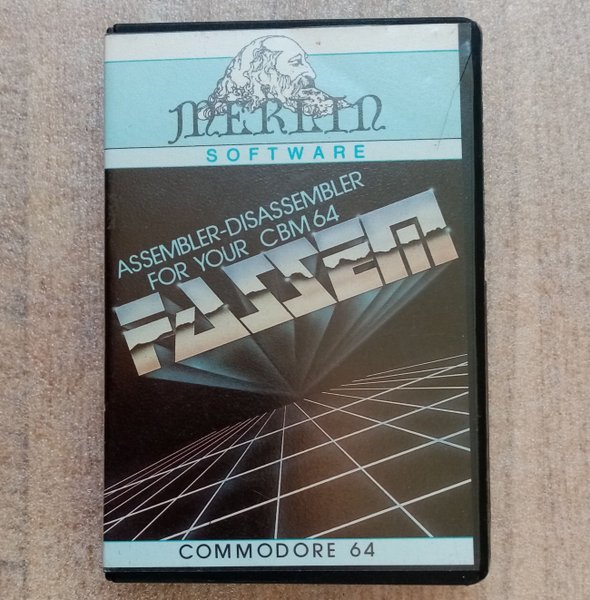 MERLIN
SOFTWARE
ASSEMBLER-DISASSEMBLER
FOR YOUR CBM 64
FASSEM
COMMODORE 64